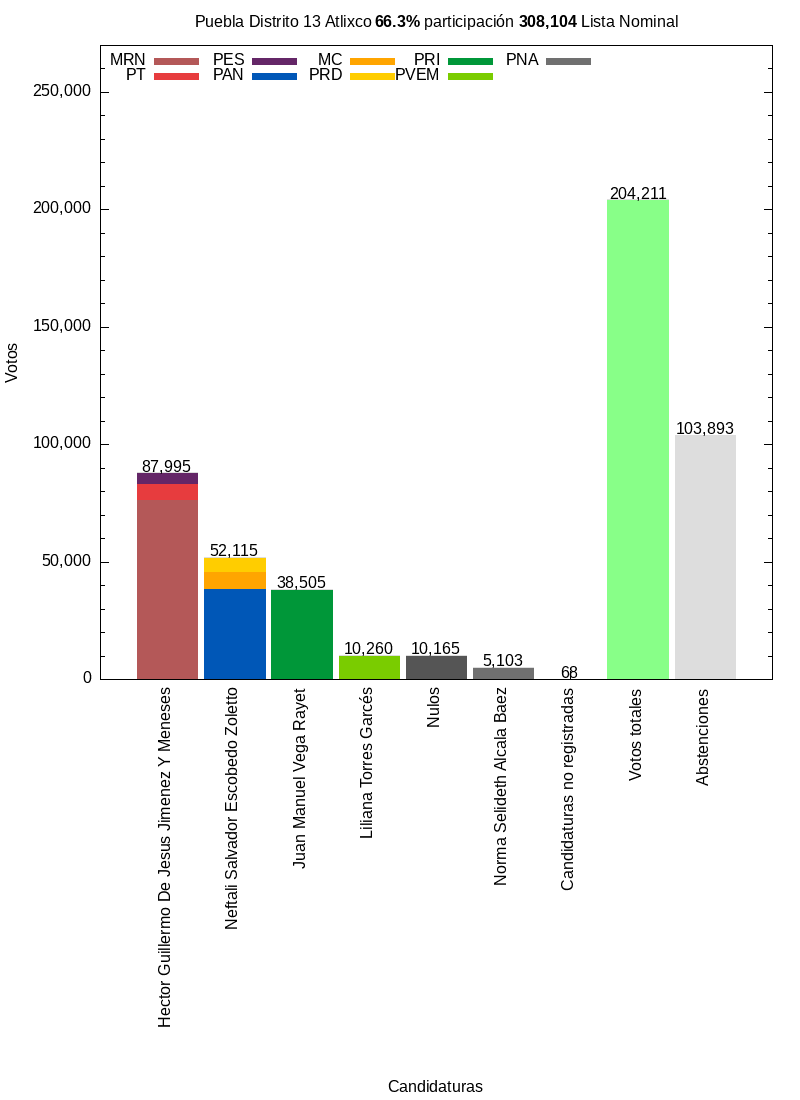 Puebla Distrito 13 Atlixco 66.3% participación 308,104 Lista Nominal
MRN PES MC PRI PNA
PT PAN PRD PVEM
250,000
200,000
150,000
100,000
50,000
0
Votos
87,995
52,115
38,505
10,260
10,165
5,103
68
204,211
103,893
Hector Guillermo De Jesus Jimenez Y Meneses
Neftali Salvador Escobedo Zoletto
Juan Manuel Vega Rayet
Liliana Torres Garcés
Nulos
Norma Selideth Alcala Baez
Candidaturas no registradas
Votos totales
Abstenciones
Candidaturas